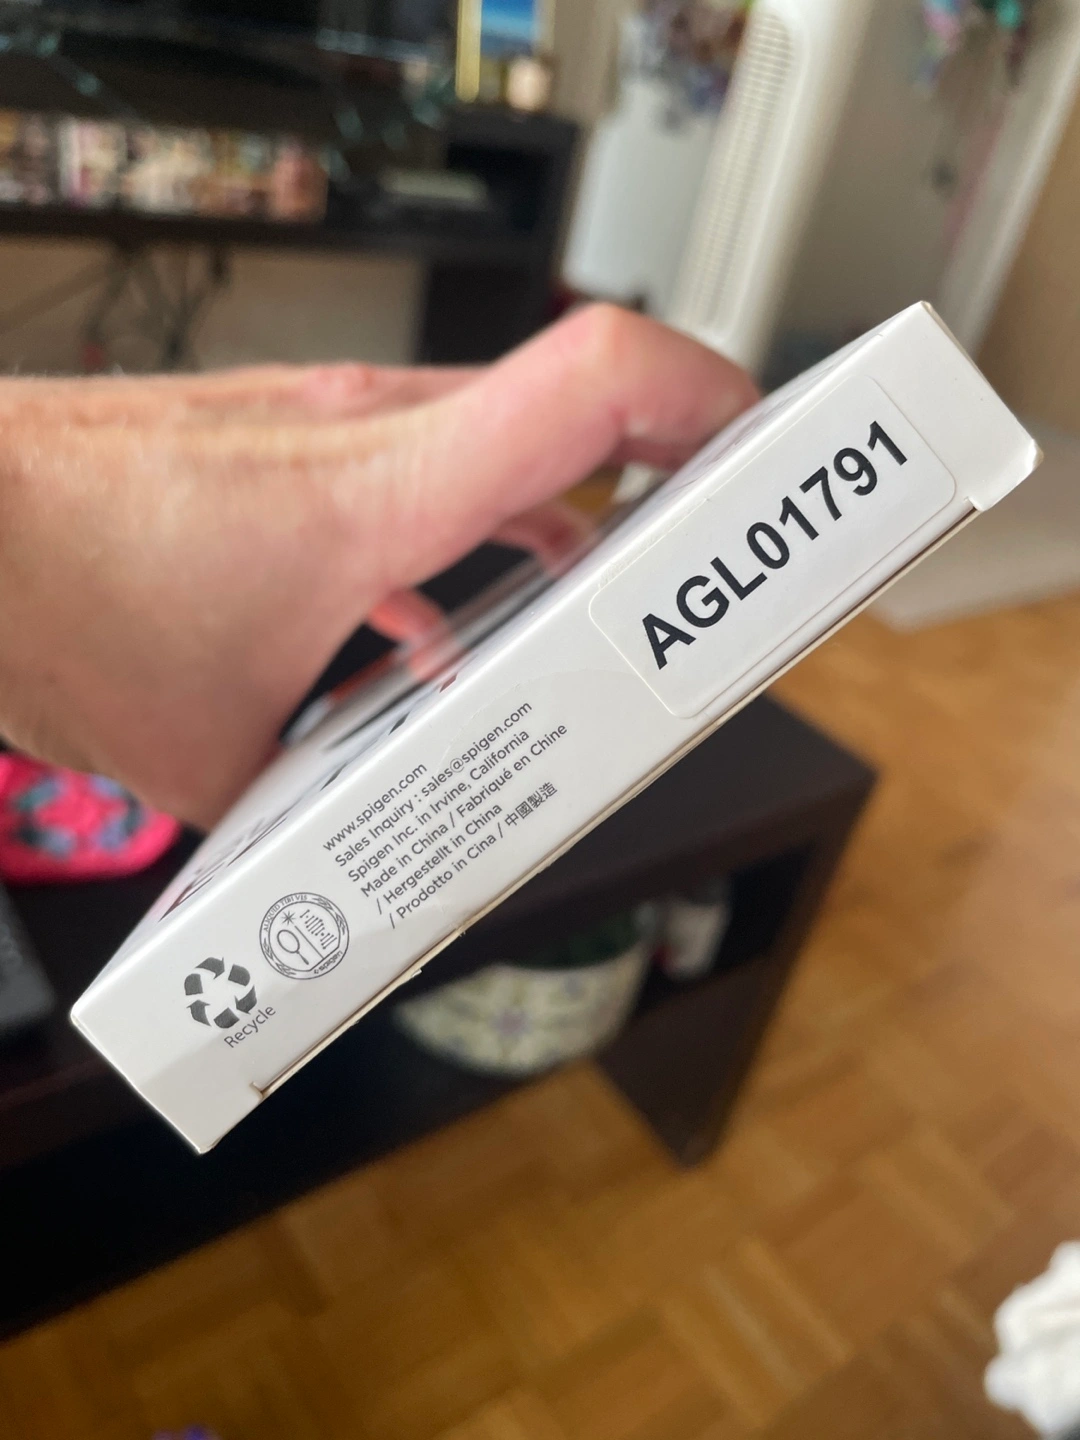 AGL01791
www.spigen.com
Sales Inquiry : sales@spigen.com
Spigen Inc. in Irvine, California
Made in China / Fabriqué en Chine
/ Hergestellt in China
/ Prodotto in Cina / 中國製造
Recycle